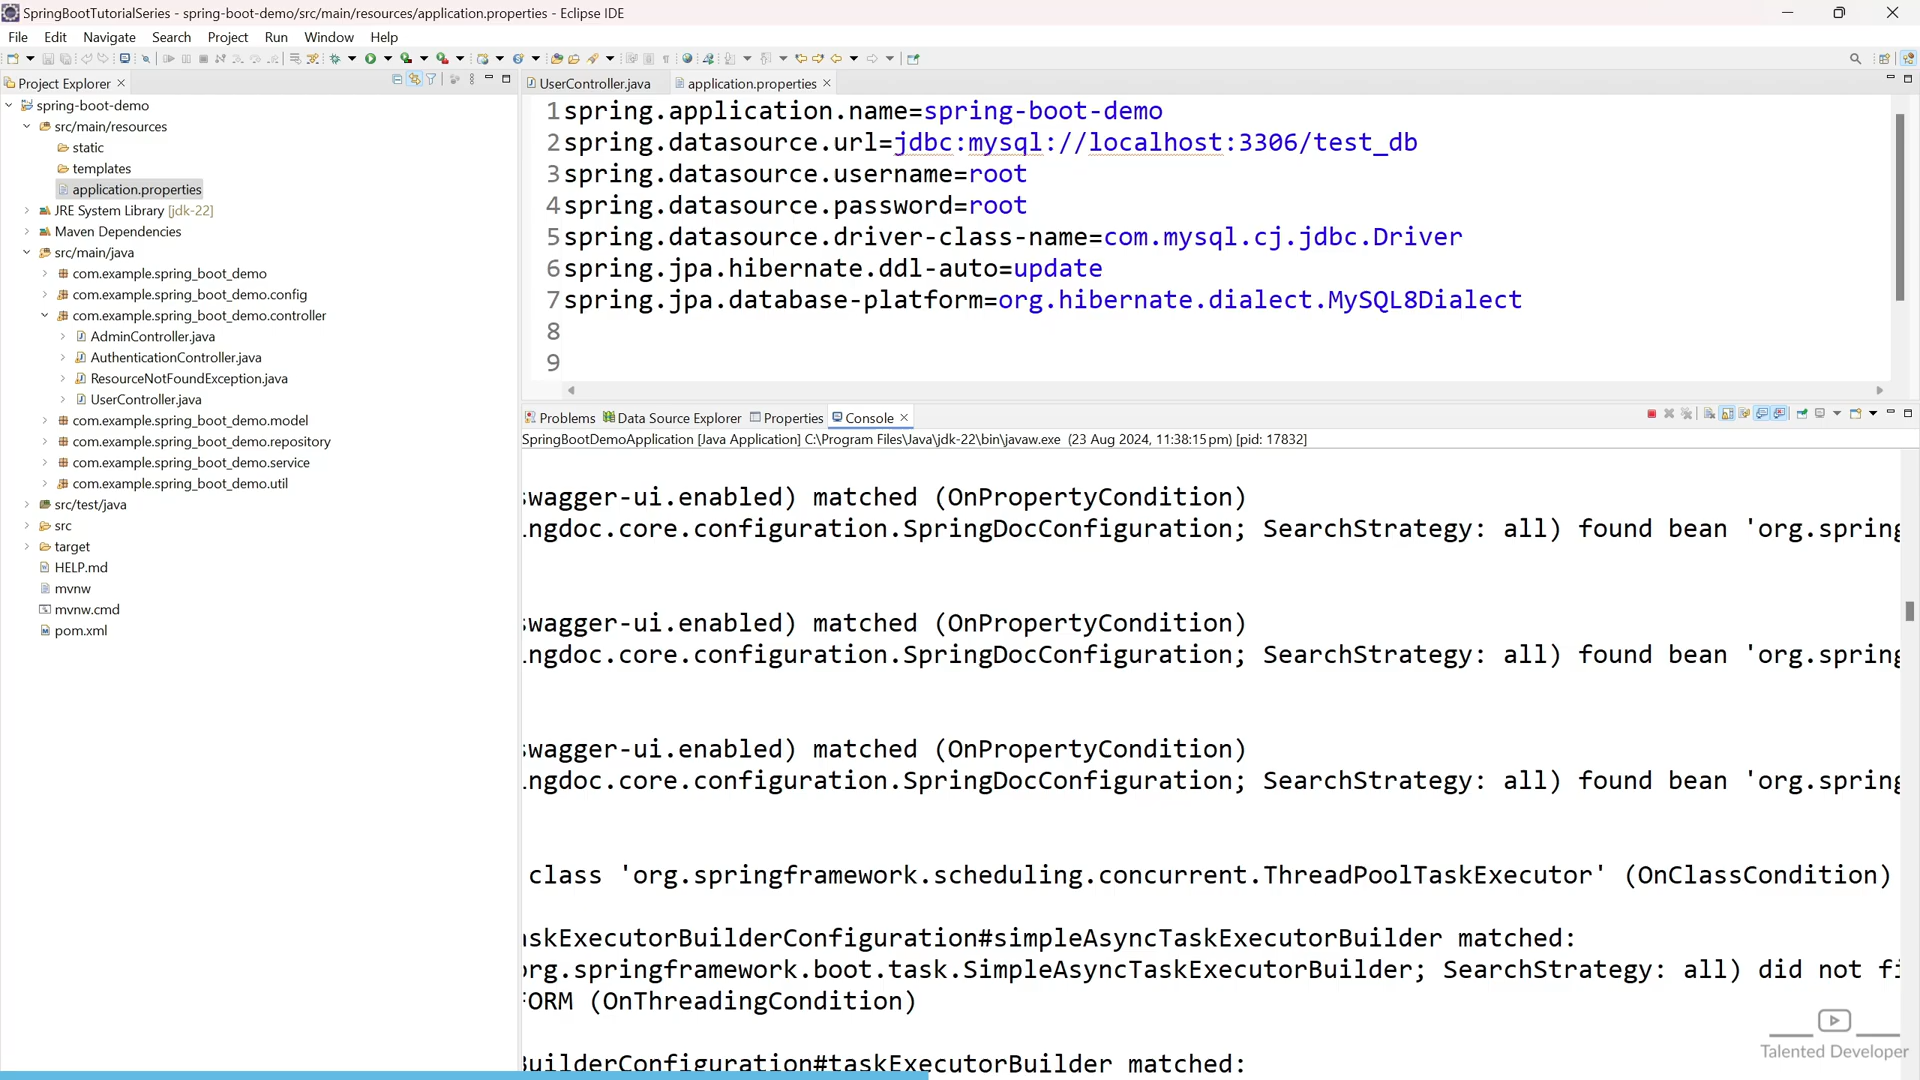 SpringBootTutorialSeries - spring-boot-demo/src/main/resources/application.properties - Eclipse IDE
File Edit Navigate Search Project Run Window Help
Project Explorer
spring-boot-demo
src/main/resources
static
templates
application.properties
JRE System Library [jdk-22]
Maven Dependencies
src/main/java
com.example.spring_boot_demo
com.example.spring_boot_demo.config
com.example.spring_boot_demo.controller
AdminController.java
AuthenticationController.java
ResourceNotFoundException.java
UserController.java
com.example.spring_boot_demo.model
com.example.spring_boot_demo.repository
com.example.spring_boot_demo.service
com.example.spring_boot_demo.util
src/test/java
src
target
HELP.md
mvnw
mvnw.cmd
pom.xml
UserController.java application.properties
1 spring.application.name=spring-boot-demo
2 spring.datasource.url=jdbc:mysql://localhost:3306/test_db
3 spring.datasource.username=root
4 spring.datasource.password=root
5 spring.datasource.driver-class-name=com.mysql.cj.jdbc.Driver
6 spring.jpa.hibernate.ddl-auto=update
7 spring.jpa.database-platform=org.hibernate.dialect.MySQL8Dialect
8
9
Problems Data Source Explorer Properties Console
SpringBootDemoApplication [Java Application] C:\Program Files\Java\jdk-22\bin\javaw.exe (23 Aug 2024, 11:38:15 pm) [pid: 17832]
swagger-ui.enabled) matched (OnPropertyCondition)
ngdoc.core.configuration.SpringDocConfiguration; SearchStrategy: all) found bean 'org.spring
swagger-ui.enabled) matched (OnPropertyCondition)
ngdoc.core.configuration.SpringDocConfiguration; SearchStrategy: all) found bean 'org.spring
swagger-ui.enabled) matched (OnPropertyCondition)
ngdoc.core.configuration.SpringDocConfiguration; SearchStrategy: all) found bean 'org.spring
class 'org.springframework.scheduling.concurrent.ThreadPoolTaskExecutor' (OnClassCondition)
skExecutorBuilderConfiguration#simpleAsyncTaskExecutorBuilder matched:
org.springframework.boot.task.SimpleAsyncTaskExecutorBuilder; SearchStrategy: all) did not fi
FORM (OnThreadingCondition)
BuilderConfiguration#taskExecutorBuilder matched:
Talented Developer